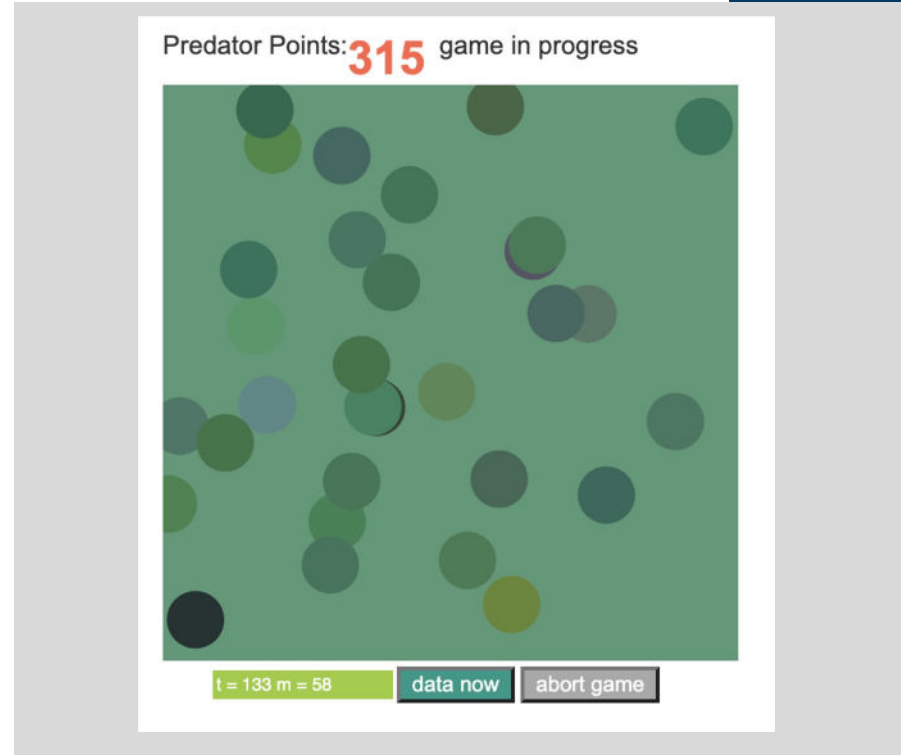 Predator Points:315 game in progress
t = 133 m = 58 data now abort game